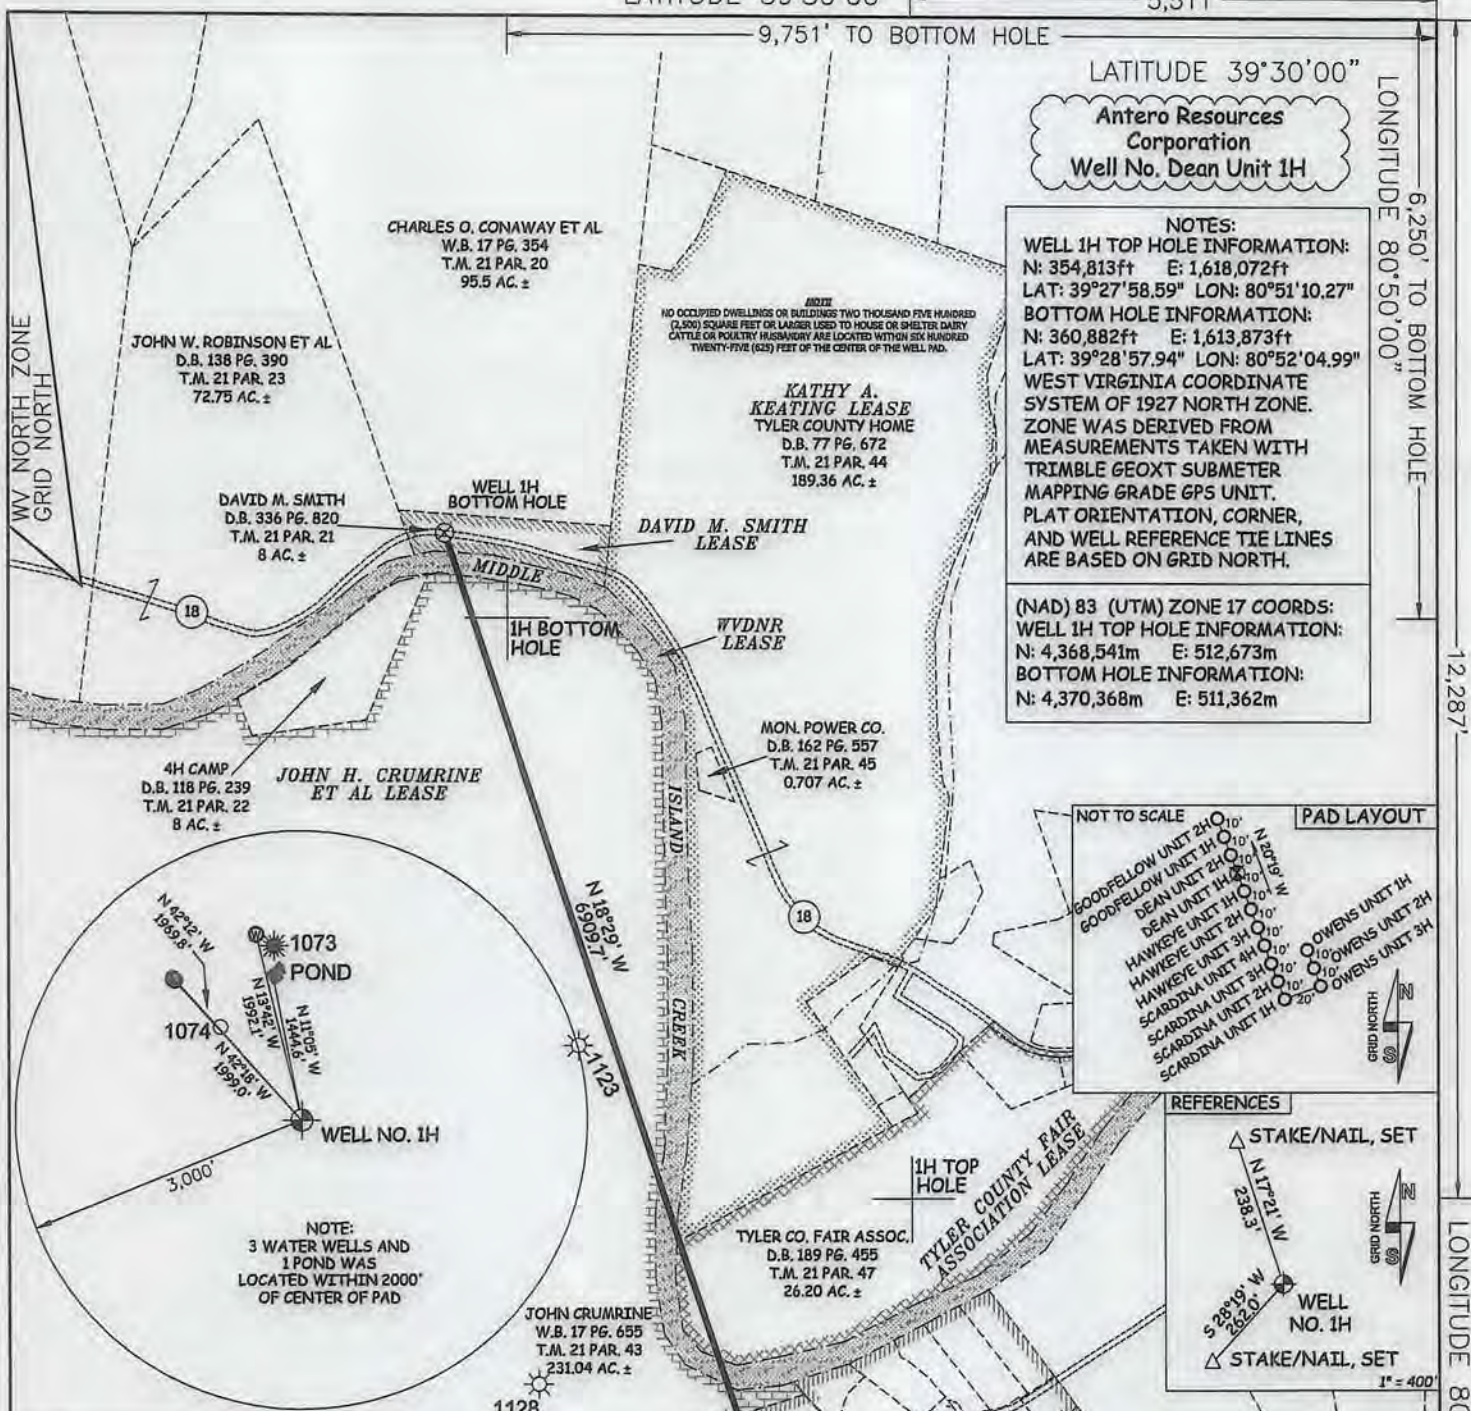 9,751' TO BOTTOM HOLE
LATITUDE 39°30'00"
LONGITUDE 80°50'00"
6,250' TO BOTTOM HOLE
12,287'
Antero Resources
Corporation
Well No. Dean Unit 1H
NOTES:
WELL 1H TOP HOLE INFORMATION:
N: 354,813ft E: 1,618,072ft
LAT: 39°27'58.59" LON: 80°51'10.27"
BOTTOM HOLE INFORMATION:
N: 360,882ft E: 1,613,873ft
LAT: 39°28'57.94" LON: 80°52'04.99"
WEST VIRGINIA COORDINATE
SYSTEM OF 1927 NORTH ZONE.
ZONE WAS DERIVED FROM
MEASUREMENTS TAKEN WITH
TRIMBLE GEOXT SUBMETER
MAPPING GRADE GPS UNIT.
PLAT ORIENTATION, CORNER,
AND WELL REFERENCE TIE LINES
ARE BASED ON GRID NORTH.
(NAD) 83 (UTM) ZONE 17 COORDS:
WELL 1H TOP HOLE INFORMATION:
N: 4,368,541m E: 512,673m
BOTTOM HOLE INFORMATION:
N: 4,370,368m E: 511,362m
WV NORTH ZONE
GRID NORTH
CHARLES O. CONAWAY ET AL
W.B. 17 PG. 354
T.M. 21 PAR. 20
95.5 AC. ±
JOHN W. ROBINSON ET AL
D.B. 138 PG. 390
T.M. 21 PAR. 23
72.75 AC. ±
NOTE
NO OCCUPIED DWELLINGS OR BUILDINGS TWO THOUSAND FIVE HUNDRED
(2,500) SQUARE FEET OR LARGER USED TO HOUSE OR SHELTER DAIRY
CATTLE OR POULTRY HUSBANDRY ARE LOCATED WITHIN SIX HUNDRED
TWENTY-FIVE (625) FEET OF THE CENTER OF THE WELL PAD.
KATHY A.
KEATING LEASE
TYLER COUNTY HOME
D.B. 77 PG. 672
T.M. 21 PAR. 44
189.36 AC. ±
DAVID M. SMITH
D.B. 336 PG. 820
T.M. 21 PAR. 21
8 AC. ±
WELL 1H
BOTTOM HOLE
DAVID M. SMITH
LEASE
MIDDLE
18
1H BOTTOM
HOLE
WVDNR
LEASE
4H CAMP
D.B. 118 PG. 239
T.M. 21 PAR. 22
8 AC. ±
JOHN H. CRUMRINE
ET AL LEASE
MON. POWER CO.
D.B. 162 PG. 557
T.M. 21 PAR. 45
0.707 AC. ±
ISLAND
CREEK
N 18°29' W
6909.7'
18
NOT TO SCALE
PAD LAYOUT
GOODFELLOW UNIT 2H 10'
GOODFELLOW UNIT 1H 10'
DEAN UNIT 2H 10'
DEAN UNIT 1H 10'
HAWKEYE UNIT 1H 10'
HAWKEYE UNIT 2H 10'
HAWKEYE UNIT 3H 10'
SCARDINA UNIT 4H 10'
SCARDINA UNIT 3H 10'
SCARDINA UNIT 2H 10'
SCARDINA UNIT 1H 20'
N 20°19' W
OWENS UNIT 1H
10' OWENS UNIT 2H
10' OWENS UNIT 3H
GRID NORTH
N
S
N 42°12' W
1969.8'
1073
POND
1074
N 13°42' W
1992.1'
N 11°05' W
1444.6'
N 42°18' W
1999.0'
WELL NO. 1H
3,000'
NOTE:
3 WATER WELLS AND
1 POND WAS
LOCATED WITHIN 2000'
OF CENTER OF PAD
1123
1H TOP
HOLE
TYLER COUNTY FAIR
ASSOCIATION LEASE
TYLER CO. FAIR ASSOC.
D.B. 189 PG. 455
T.M. 21 PAR. 47
26.20 AC. ±
JOHN CRUMRINE
W.B. 17 PG. 655
T.M. 21 PAR. 43
231.04 AC. ±
1128
REFERENCES
STAKE/NAIL, SET
N 17°21' W
238.3'
GRID NORTH
N
S
S 28°19' W
262.0'
WELL
NO. 1H
STAKE/NAIL, SET
1" = 400'
LONGITUDE